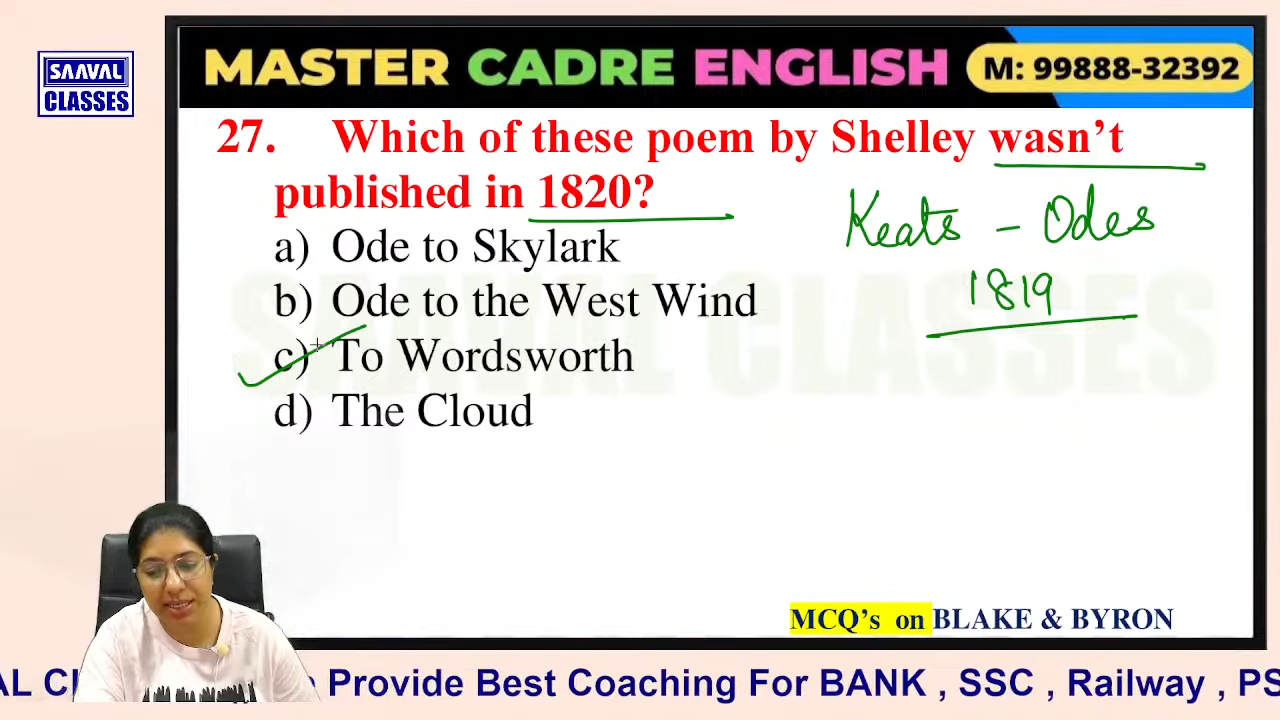 SAAVAL
CLASSES
MASTER CADRE ENGLISH
M: 99888-32392
27. Which of these poem by Shelley wasn't
published in 1820?
a) Ode to Skylark
b) Ode to the West Wind
c) To Wordsworth
d) The Cloud
Keats - Odes
1819
SAAVAL CLASSES
MCQ's on BLAKE & BYRON
Provide Best Coaching For BANK , SSC , Railway ,